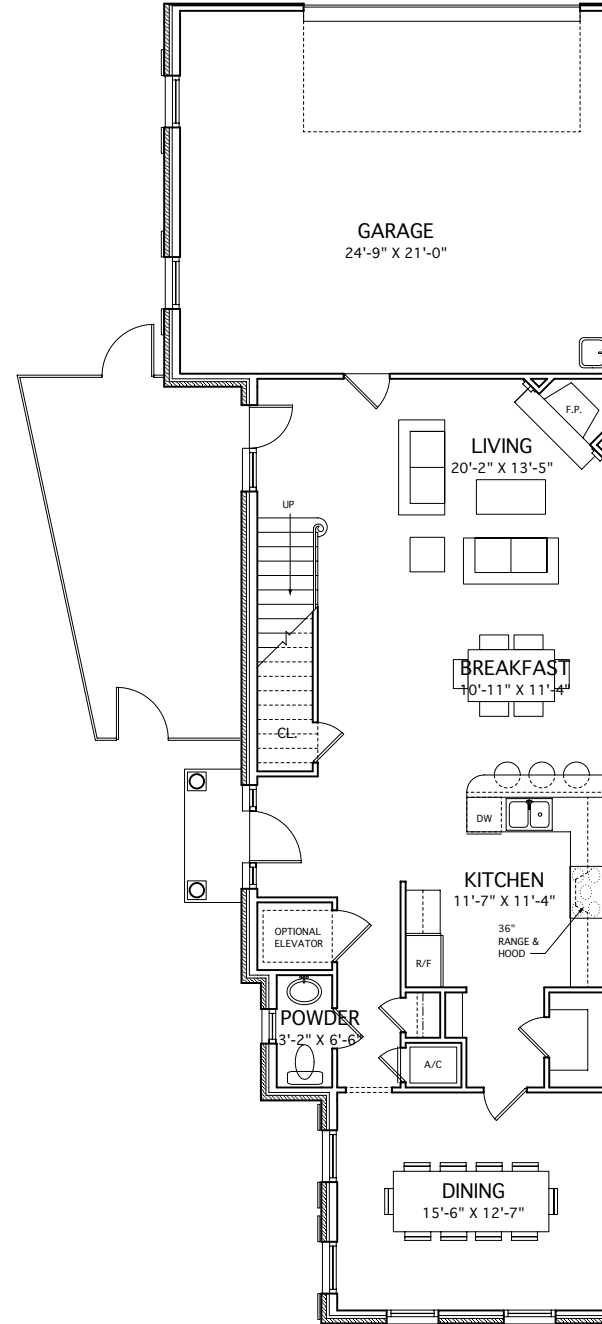 GARAGE
24'-9" X 21'-0"
F.P.
LIVING
20'-2" X 13'-5"
UP
BREAKFAST
10'-11" X 11'-4"
CL.
DW
KITCHEN
11'-7" X 11'-4"
36"
RANGE &
HOOD
OPTIONAL
ELEVATOR
R/F
POWDER
3'-2" X 6'-6"
A/C
DINING
15'-6" X 12'-7"